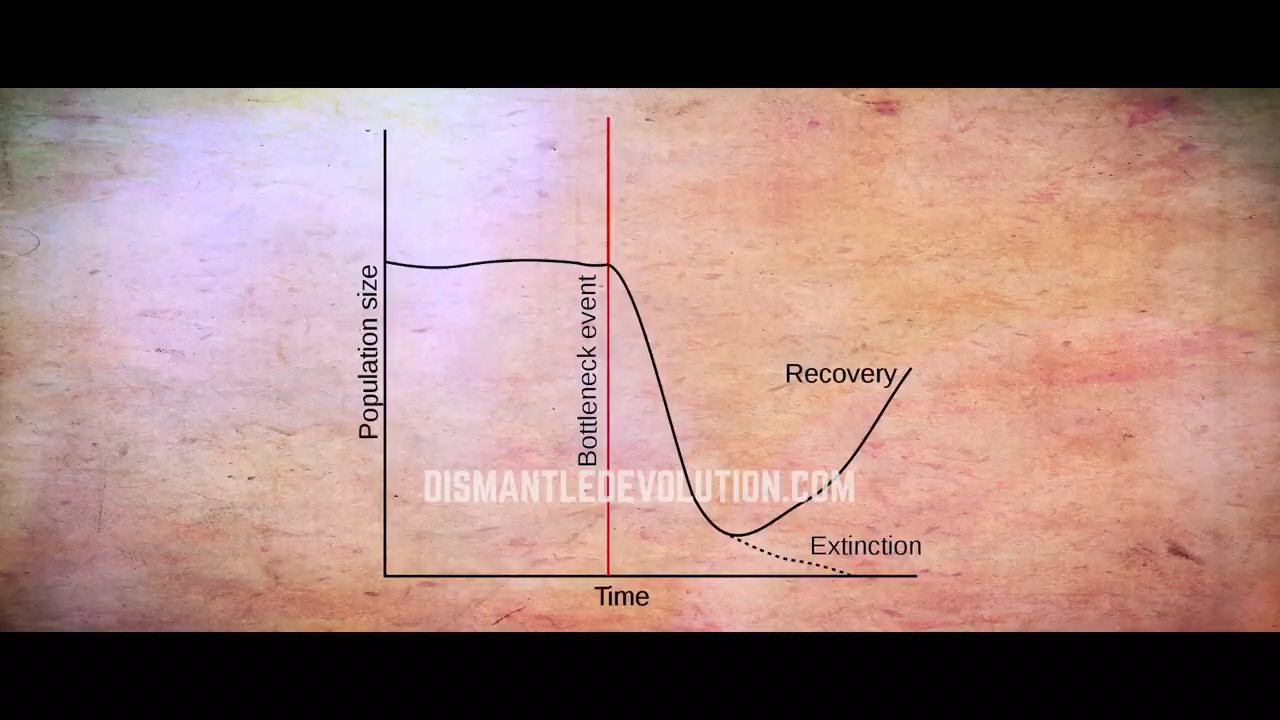 Population size
Bottleneck event
Recovery
DISMANTLEDEVOLUTION.COM
Extinction
Time